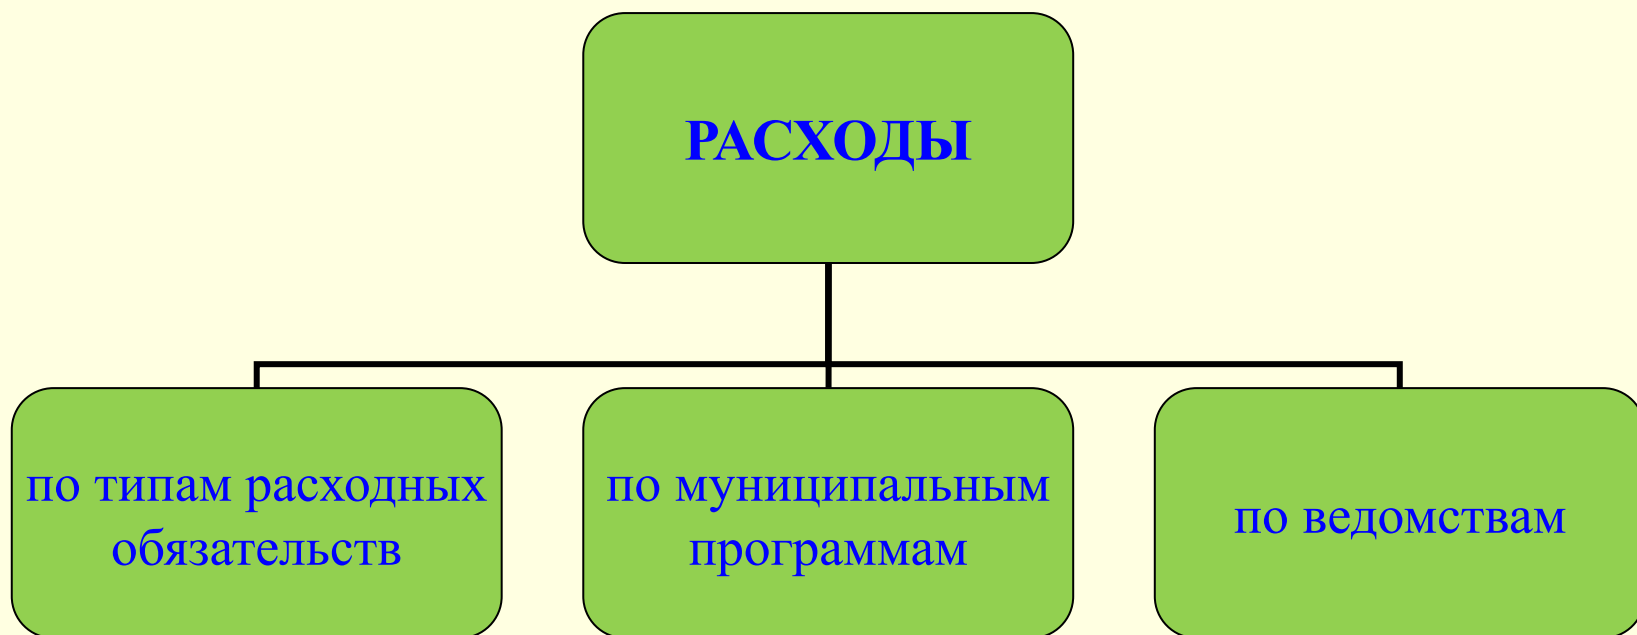 РАСХОДЫ
по типам расходных
обязательств
по муниципальным
программам
по ведомствам